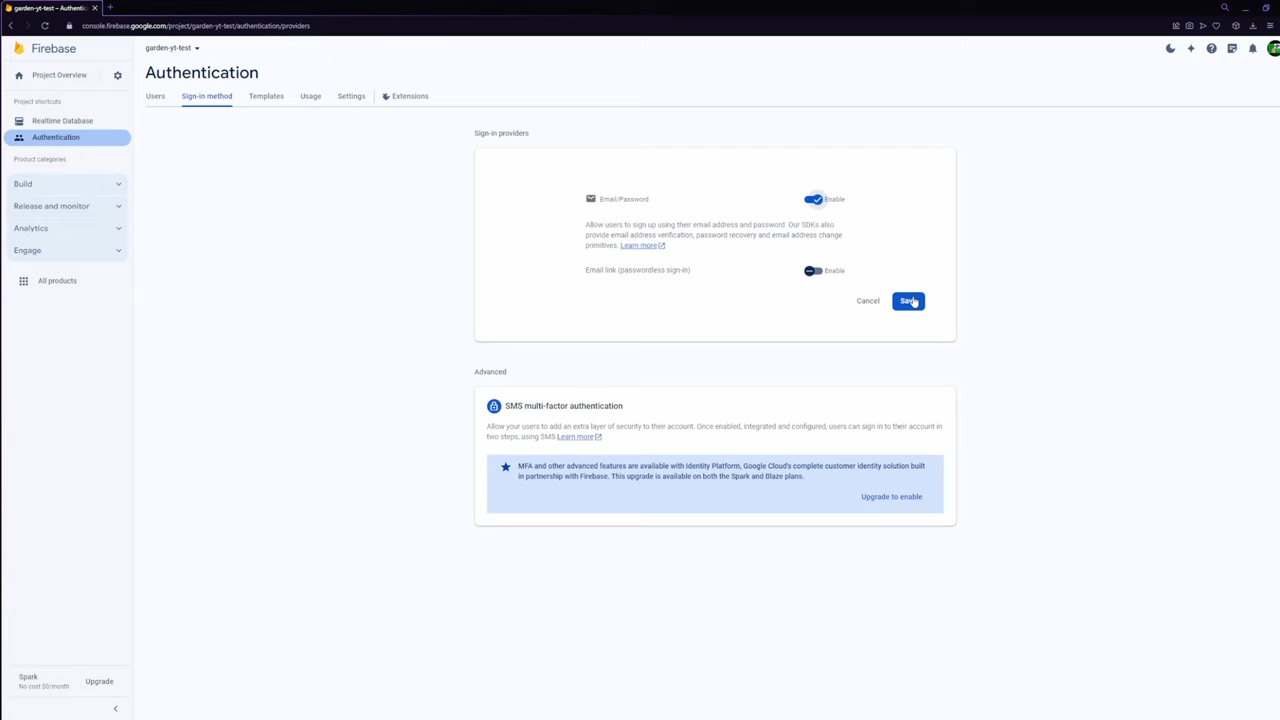 garden-yt-test – Authentic
console.firebase.google.com/project/garden-yt-test/authentication/providers
Firebase
garden-yt-test
Project Overview
Authentication
Users
Sign-in method
Templates
Usage
Settings
Extensions
Project shortcuts
Realtime Database
Authentication
Product categories
Build
Release and monitor
Analytics
Engage
All products
Sign-in providers
Email/Password
Enable
Allow users to sign up using their email address and password. Our SDKs also
provide email address verification, password recovery and email address change
primitives. Learn more
Email link (passwordless sign-in)
Enable
Cancel
Save
Advanced
SMS multi-factor authentication
Allow your users to add an extra layer of security to their account. Once enabled, integrated and configured, users can sign in to their account in
two steps, using SMS. Learn more
MFA and other advanced features are available with Identity Platform, Google Cloud's complete customer identity solution built
in partnership with Firebase. This upgrade is available on both the Spark and Blaze plans.
Upgrade to enable
Spark
No cost $0/month
Upgrade